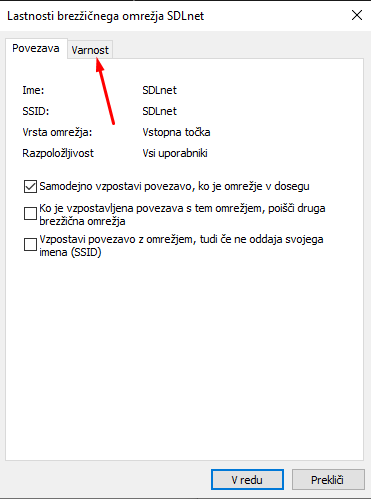 Lastnosti brezžičnega omrežja SDLnet
Povezava Varnost
Ime: SDLnet
SSID: SDLnet
Vrsta omrežja: Vstopna točka
Razpoložljivost Vsi uporabniki
Samodejno vzpostavi povezavo, ko je omrežje v dosegu
Ko je vzpostavljena povezava s tem omrežjem, poišči druga
brezžična omrežja
Vzpostavi povezavo z omrežjem, tudi če ne oddaja svojega
imena (SSID)
V redu Prekliči